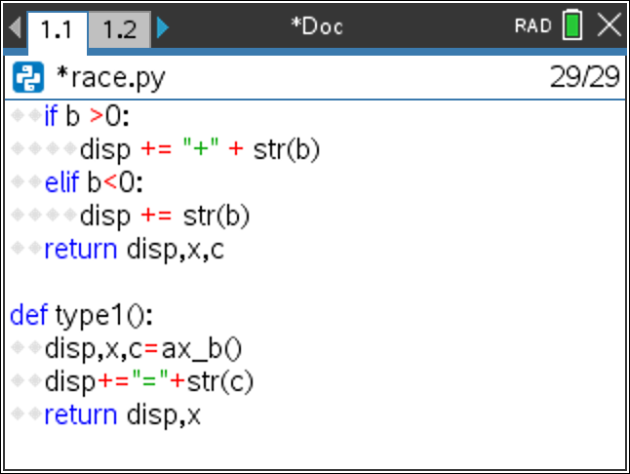 1.1 1.2 *Doc RAD
*race.py 29/29
if b >0:
disp += "+" + str(b)
elif b<0:
disp += str(b)
return disp,x,c
def type1():
disp,x,c=ax_b()
disp+="="+str(c)
return disp,x